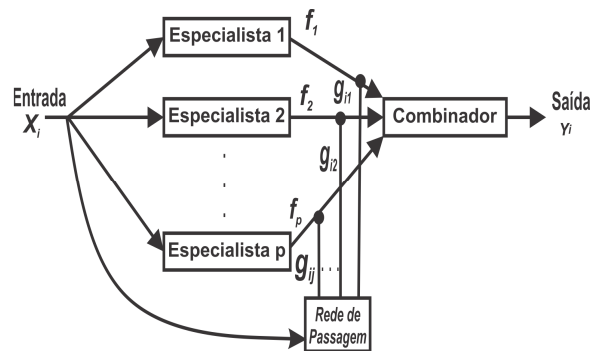 Especialista 1
f1
Entrada
Xi
gi1
Especialista 2
f2
Combinador
Saída
Yi
gi2
.
.
.
Especialista p
fp
gij ...
Rede de
Passagem